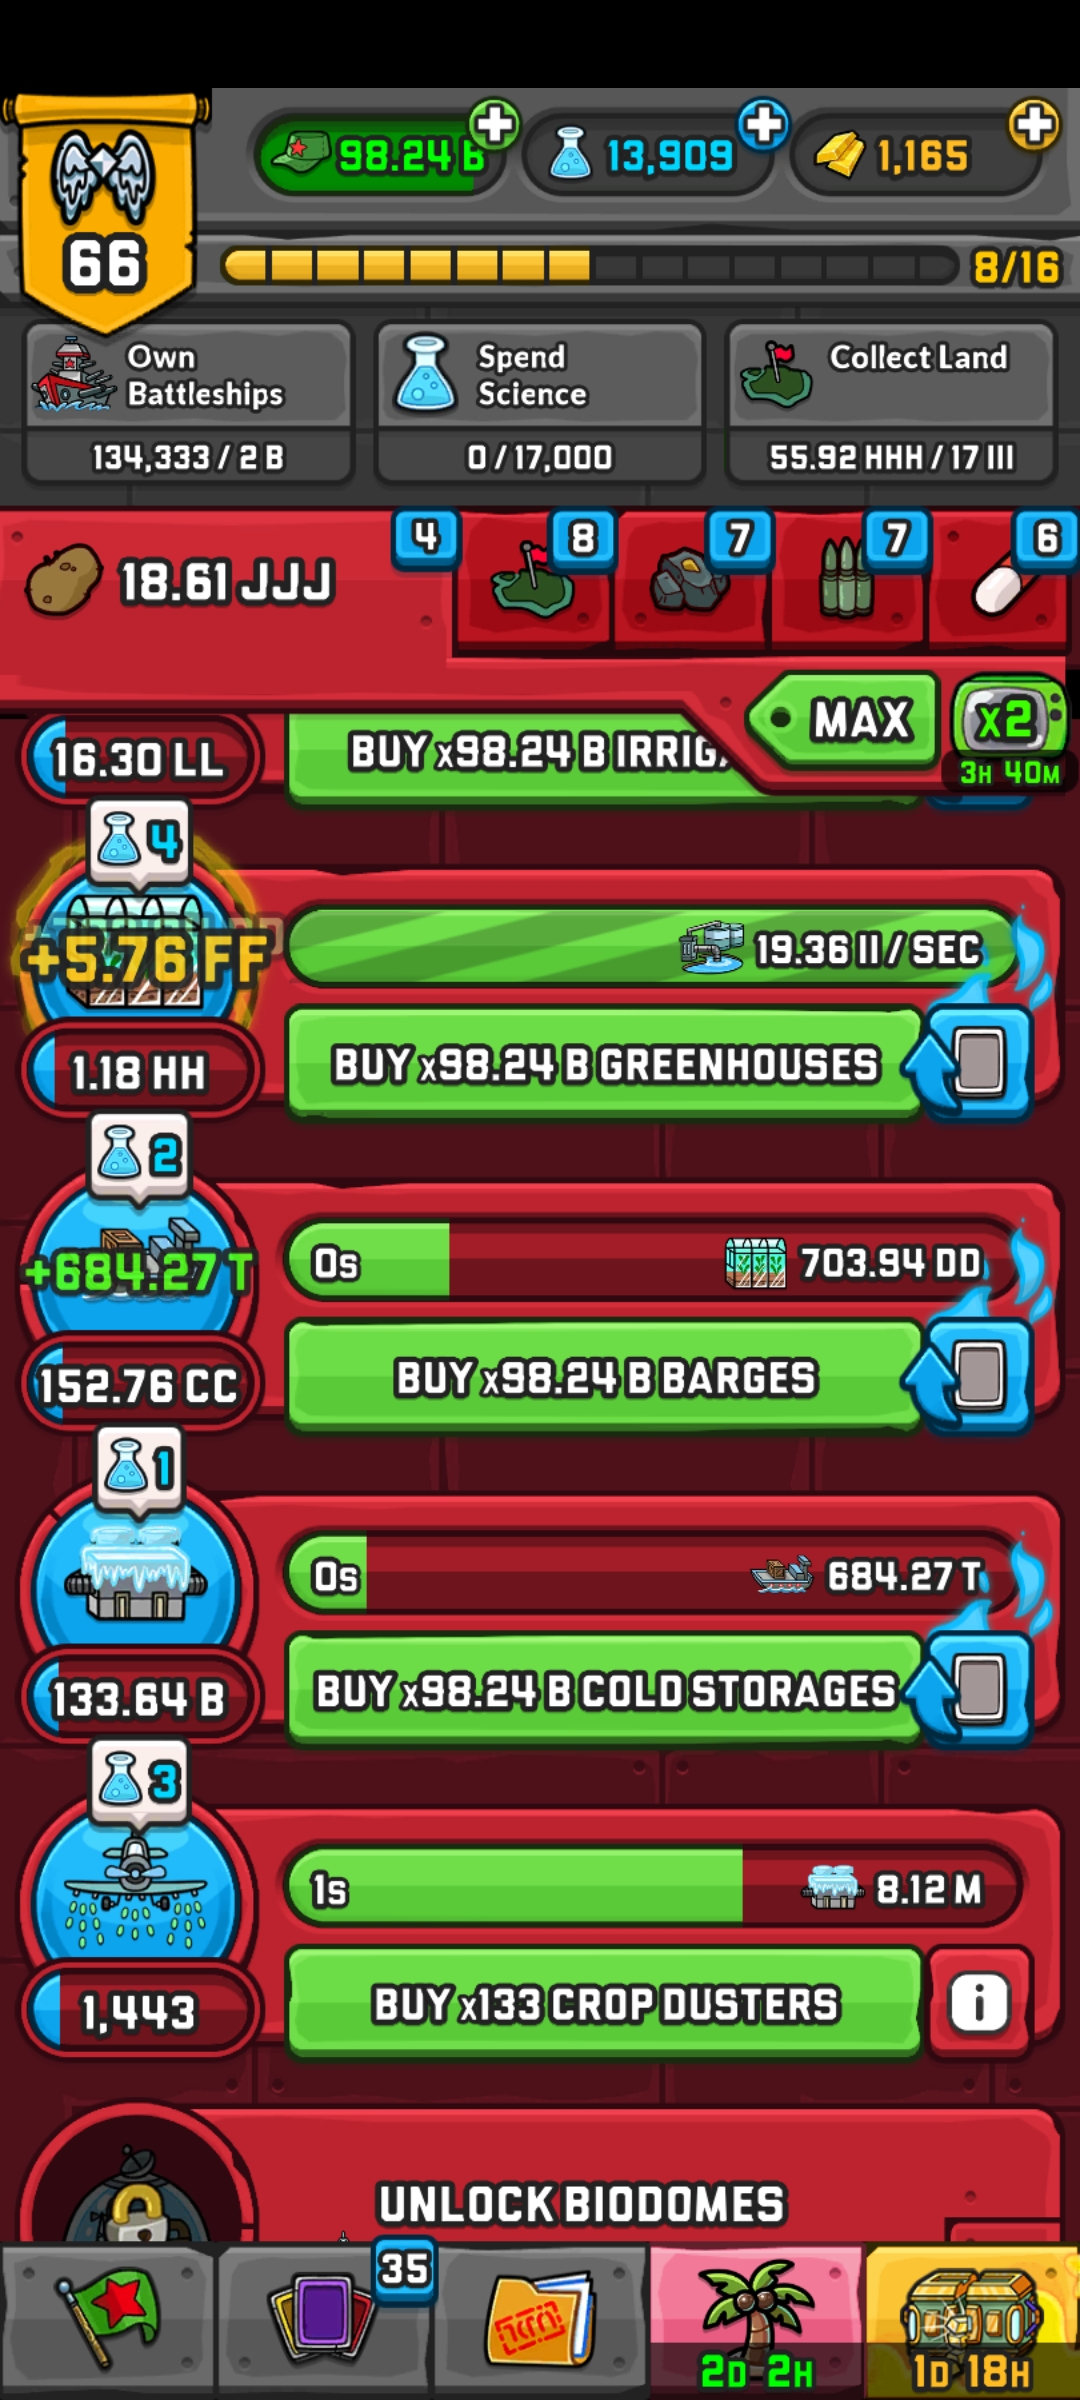 98.24 B
13,909
1,165
66
8/16
Own
Battleships
134,333 / 2 B
Spend
Science
0 / 17,000
Collect Land
55.92 HHH / 17 III
18.61 JJJ
4
8
7
7
6
MAX
x2
3H 40M
16.30 LL
BUY x98.24 B IRRIG
4
+5.76 FF
19.36 II / SEC
1.18 HH
BUY x98.24 B GREENHOUSES
2
+684.27 T
0s
703.94 DD
152.76 CC
BUY x98.24 B BARGES
1
0s
684.27 T
133.64 B
BUY x98.24 B COLD STORAGES
3
1s
8.12 M
1,443
BUY x133 CROP DUSTERS
i
UNLOCK BIODOMES
35
2D 2H
1D 18H